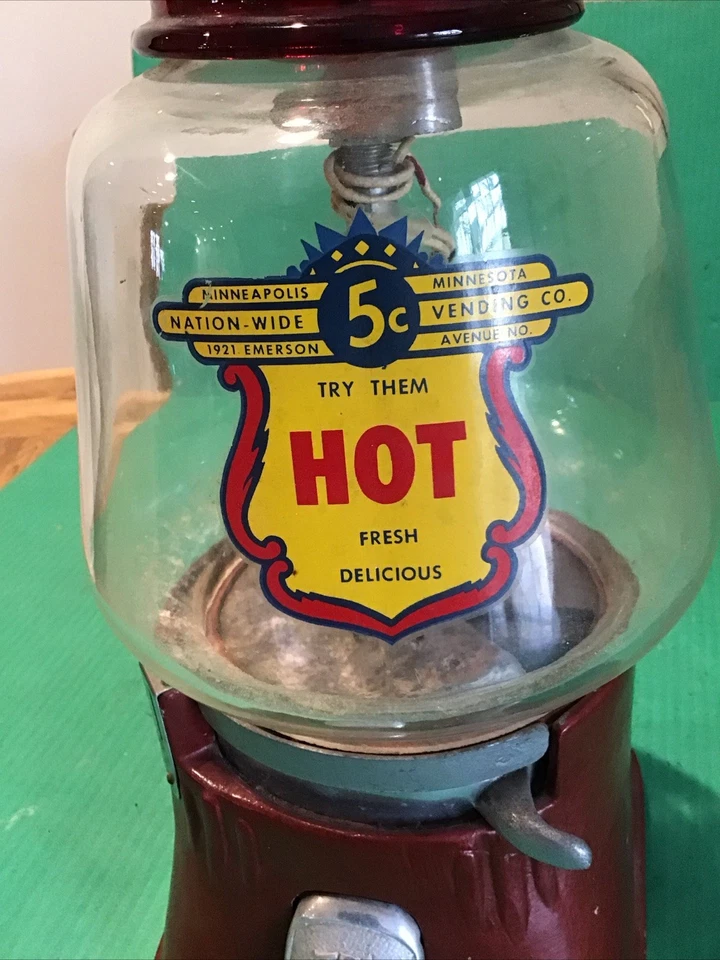 MINNEAPOLIS 5c MINNESOTA
NATION-WIDE VENDING CO.
1921 EMERSON AVENUE NO.
TRY THEM
HOT
FRESH
DELICIOUS